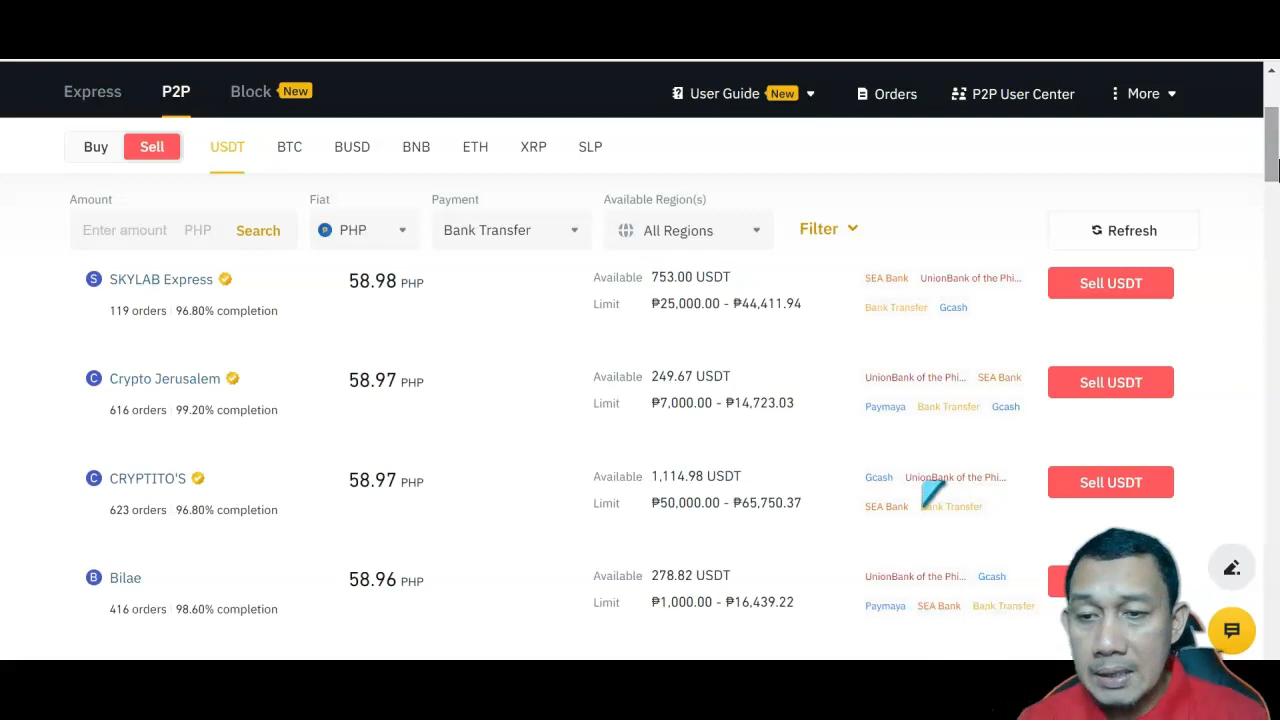 Express P2P Block New User Guide New Orders P2P User Center More
Buy Sell USDT BTC BUSD BNB ETH XRP SLP
Amount Fiat Payment Available Region(s)
Enter amount PHP Search PHP Bank Transfer All Regions Filter Refresh
S SKYLAB Express 58.98 PHP Available 753.00 USDT SEA Bank UnionBank of the Phi... Sell USDT
119 orders 96.80% completion Limit ₱25,000.00 - ₱44,411.94 Bank Transfer Gcash
C Crypto Jerusalem 58.97 PHP Available 249.67 USDT UnionBank of the Phi... SEA Bank Sell USDT
616 orders 99.20% completion Limit ₱7,000.00 - ₱14,723.03 Paymaya Bank Transfer Gcash
C CRYPTITO'S 58.97 PHP Available 1,114.98 USDT Gcash UnionBank of the Phi... Sell USDT
623 orders 96.80% completion Limit ₱50,000.00 - ₱65,750.37 SEA Bank Bank Transfer
B Bilae 58.96 PHP Available 278.82 USDT UnionBank of the Phi... Gcash
416 orders 98.60% completion Limit ₱1,000.00 - ₱16,439.22 Paymaya SEA Bank Bank Transfer